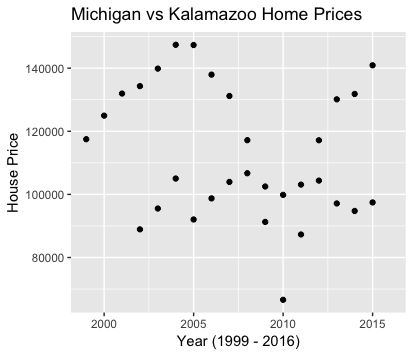 Michigan vs Kalamazoo Home Prices
140000
120000
100000
80000
House Price
2000 2005 2010 2015
Year (1999 - 2016)